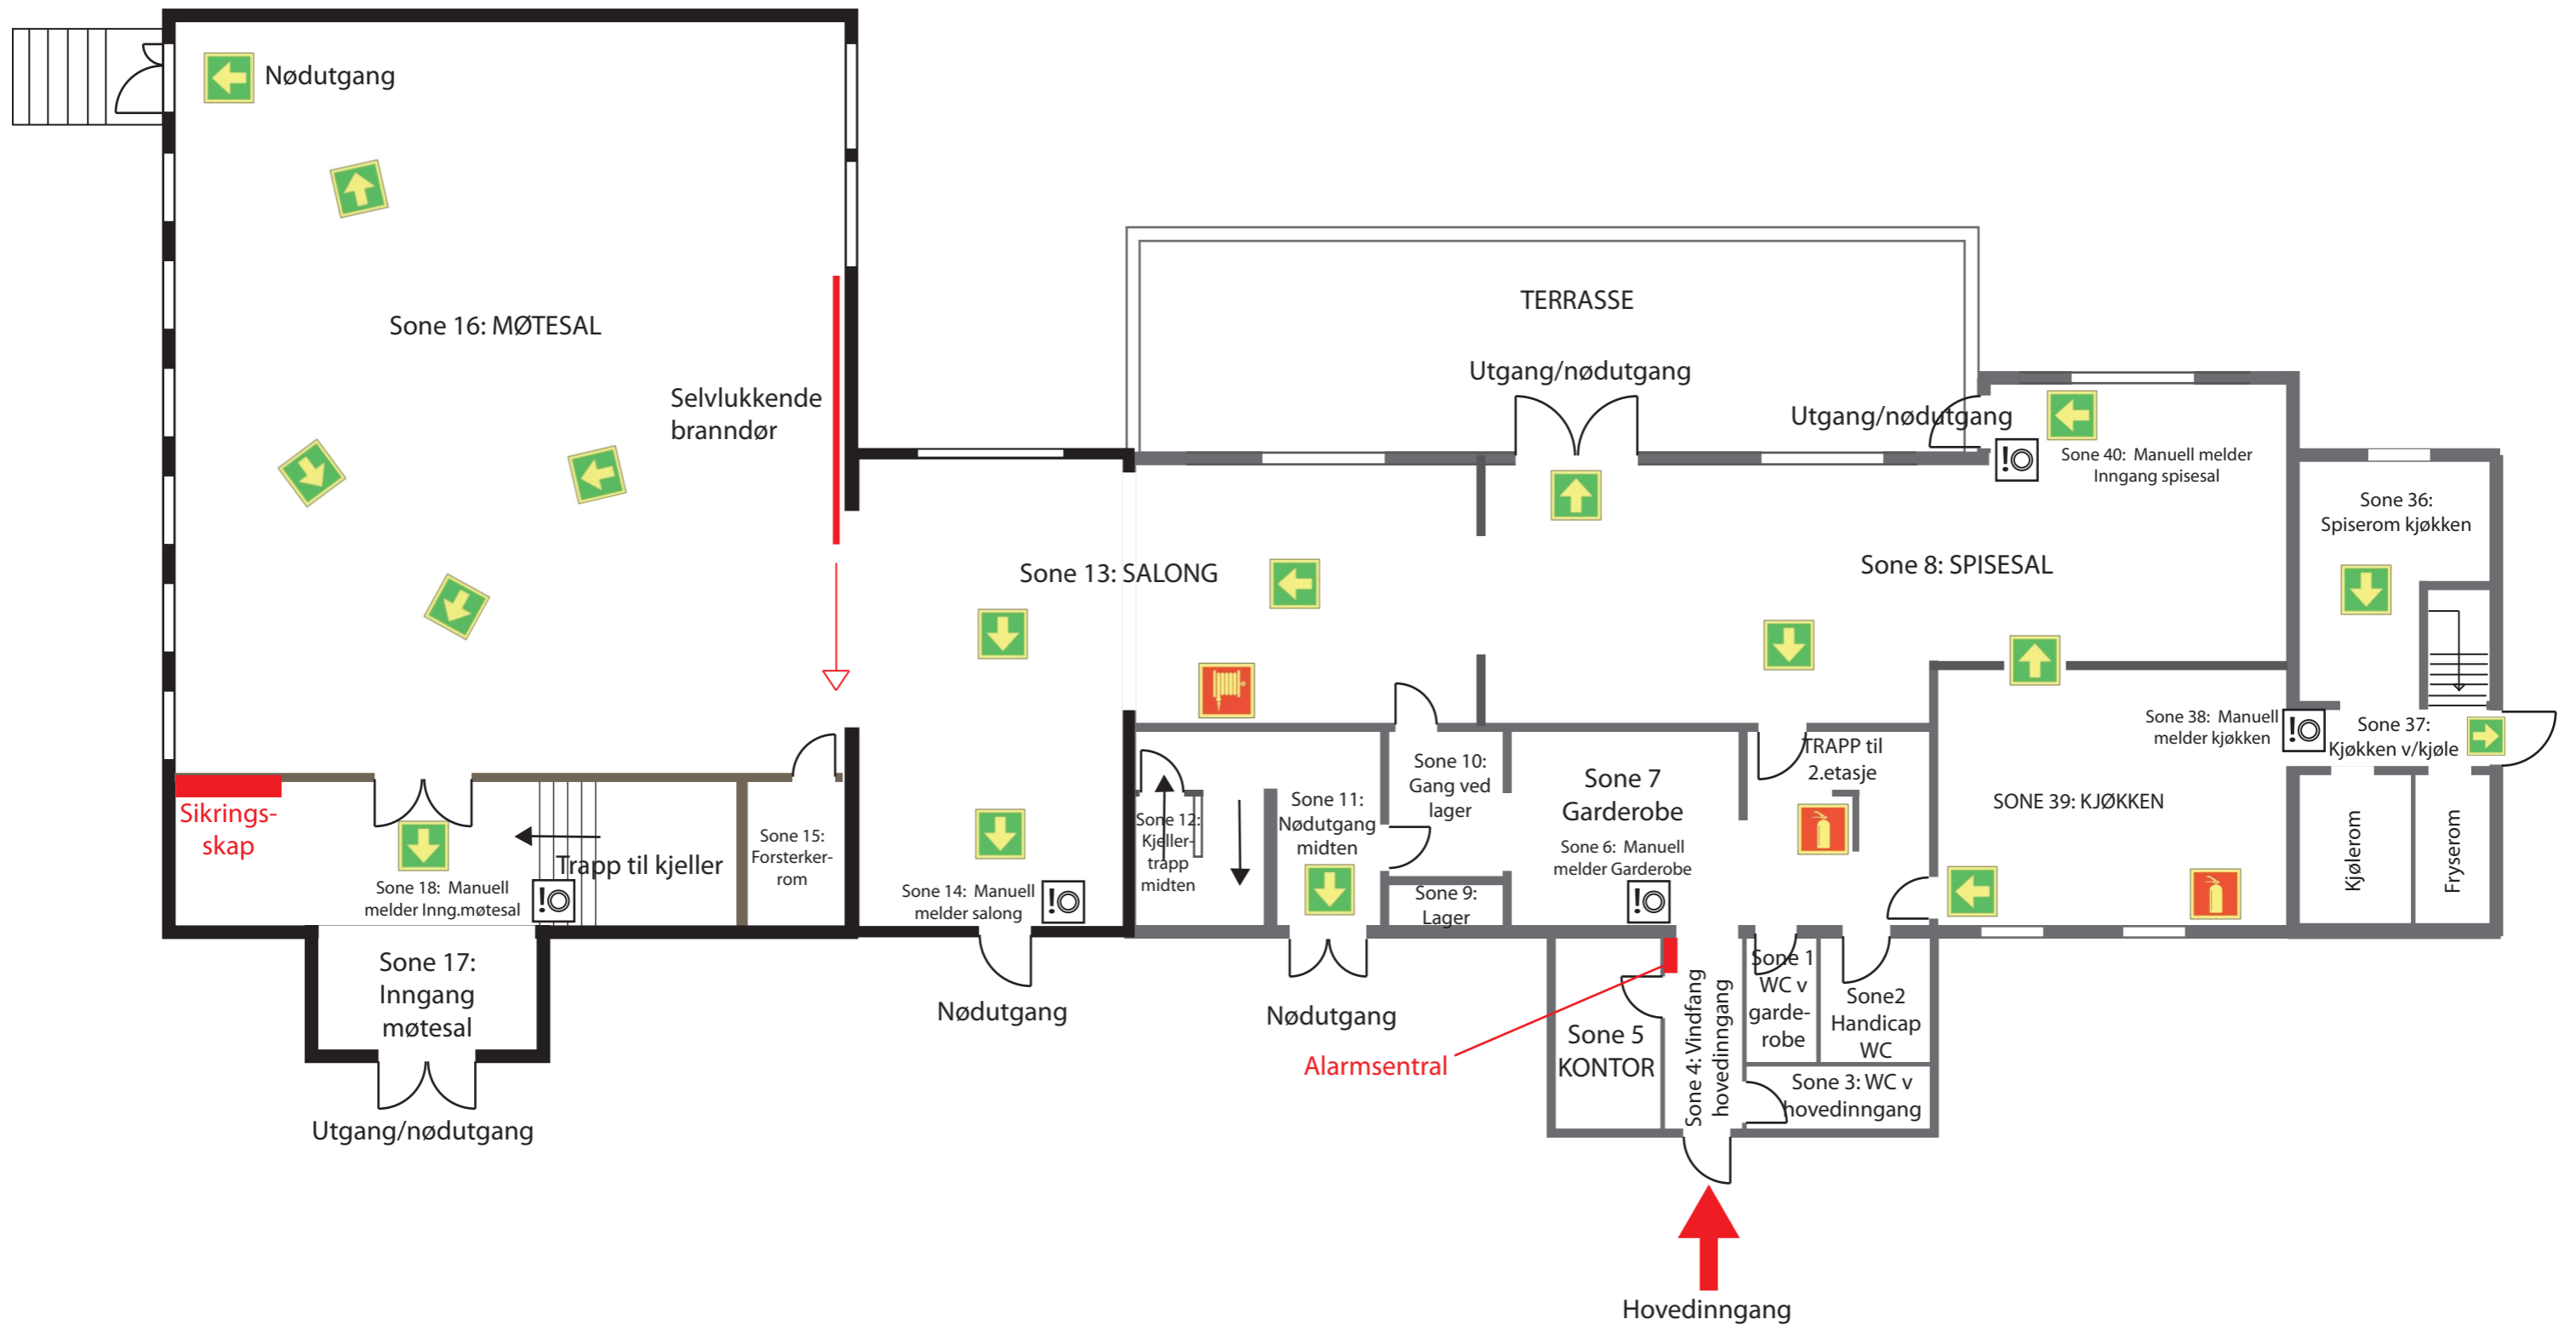 Nødutgang
Sone 16: MØTESAL
Selvlukkende
branndør
TERRASSE
Utgang/nødutgang
Utgang/nødutgang
Sone 40:  Manuell melder
Inngang spisesal
Sone 36:
Spiserom kjøkken
Sone 13: SALONG
Sone 8: SPISESAL
Sone 38:  Manuell
melder kjøkken
Sone 37:
Kjøkken v/kjøle
Sikrings-
skap
Sone 18:  Manuell
melder Inng.møtesal
Trapp til kjeller
Sone 15:
Forsterker-
rom
Sone 14:  Manuell
melder salong
Sone 12:
Kjeller-
trapp
midten
Sone 11:
Nødutgang
midten
Sone 10:
Gang ved
lager
Sone 9:
Lager
Sone 7
Garderobe
Sone 6:  Manuell
melder Garderobe
TRAPP til
2.etasje
SONE 39: KJØKKEN
Kjølerom
Fryserom
Sone 17:
Inngang
møtesal
Utgang/nødutgang
Nødutgang
Nødutgang
Alarmsentral
Sone 5
KONTOR
Sone 4: Vindfang
hovedinngang
Sone 1
WC v
garde-
robe
Sone2
Handicap
WC
Sone 3: WC v
hovedinngang
Hovedinngang